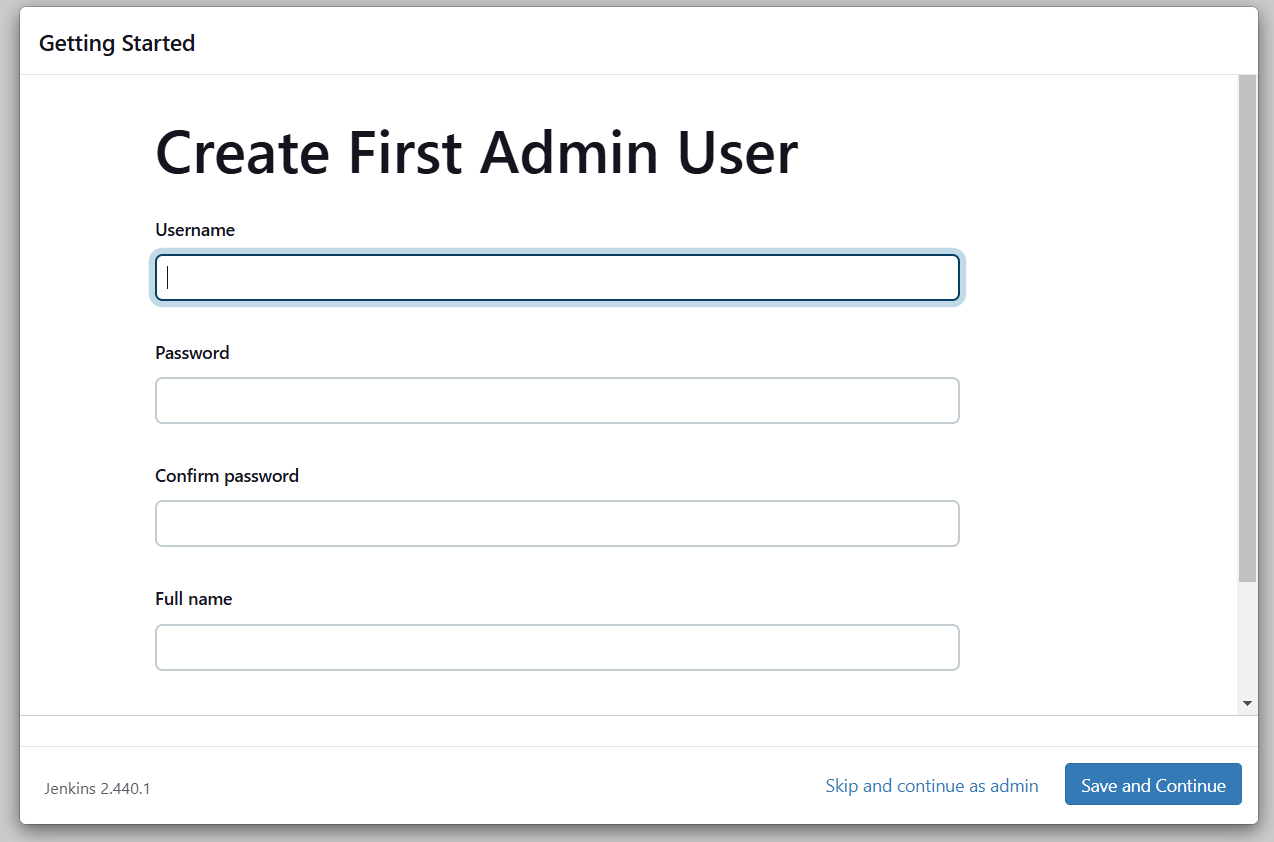 Getting Started
Create First Admin User
Username
Password
Confirm password
Full name
Jenkins 2.440.1
Skip and continue as admin
Save and Continue